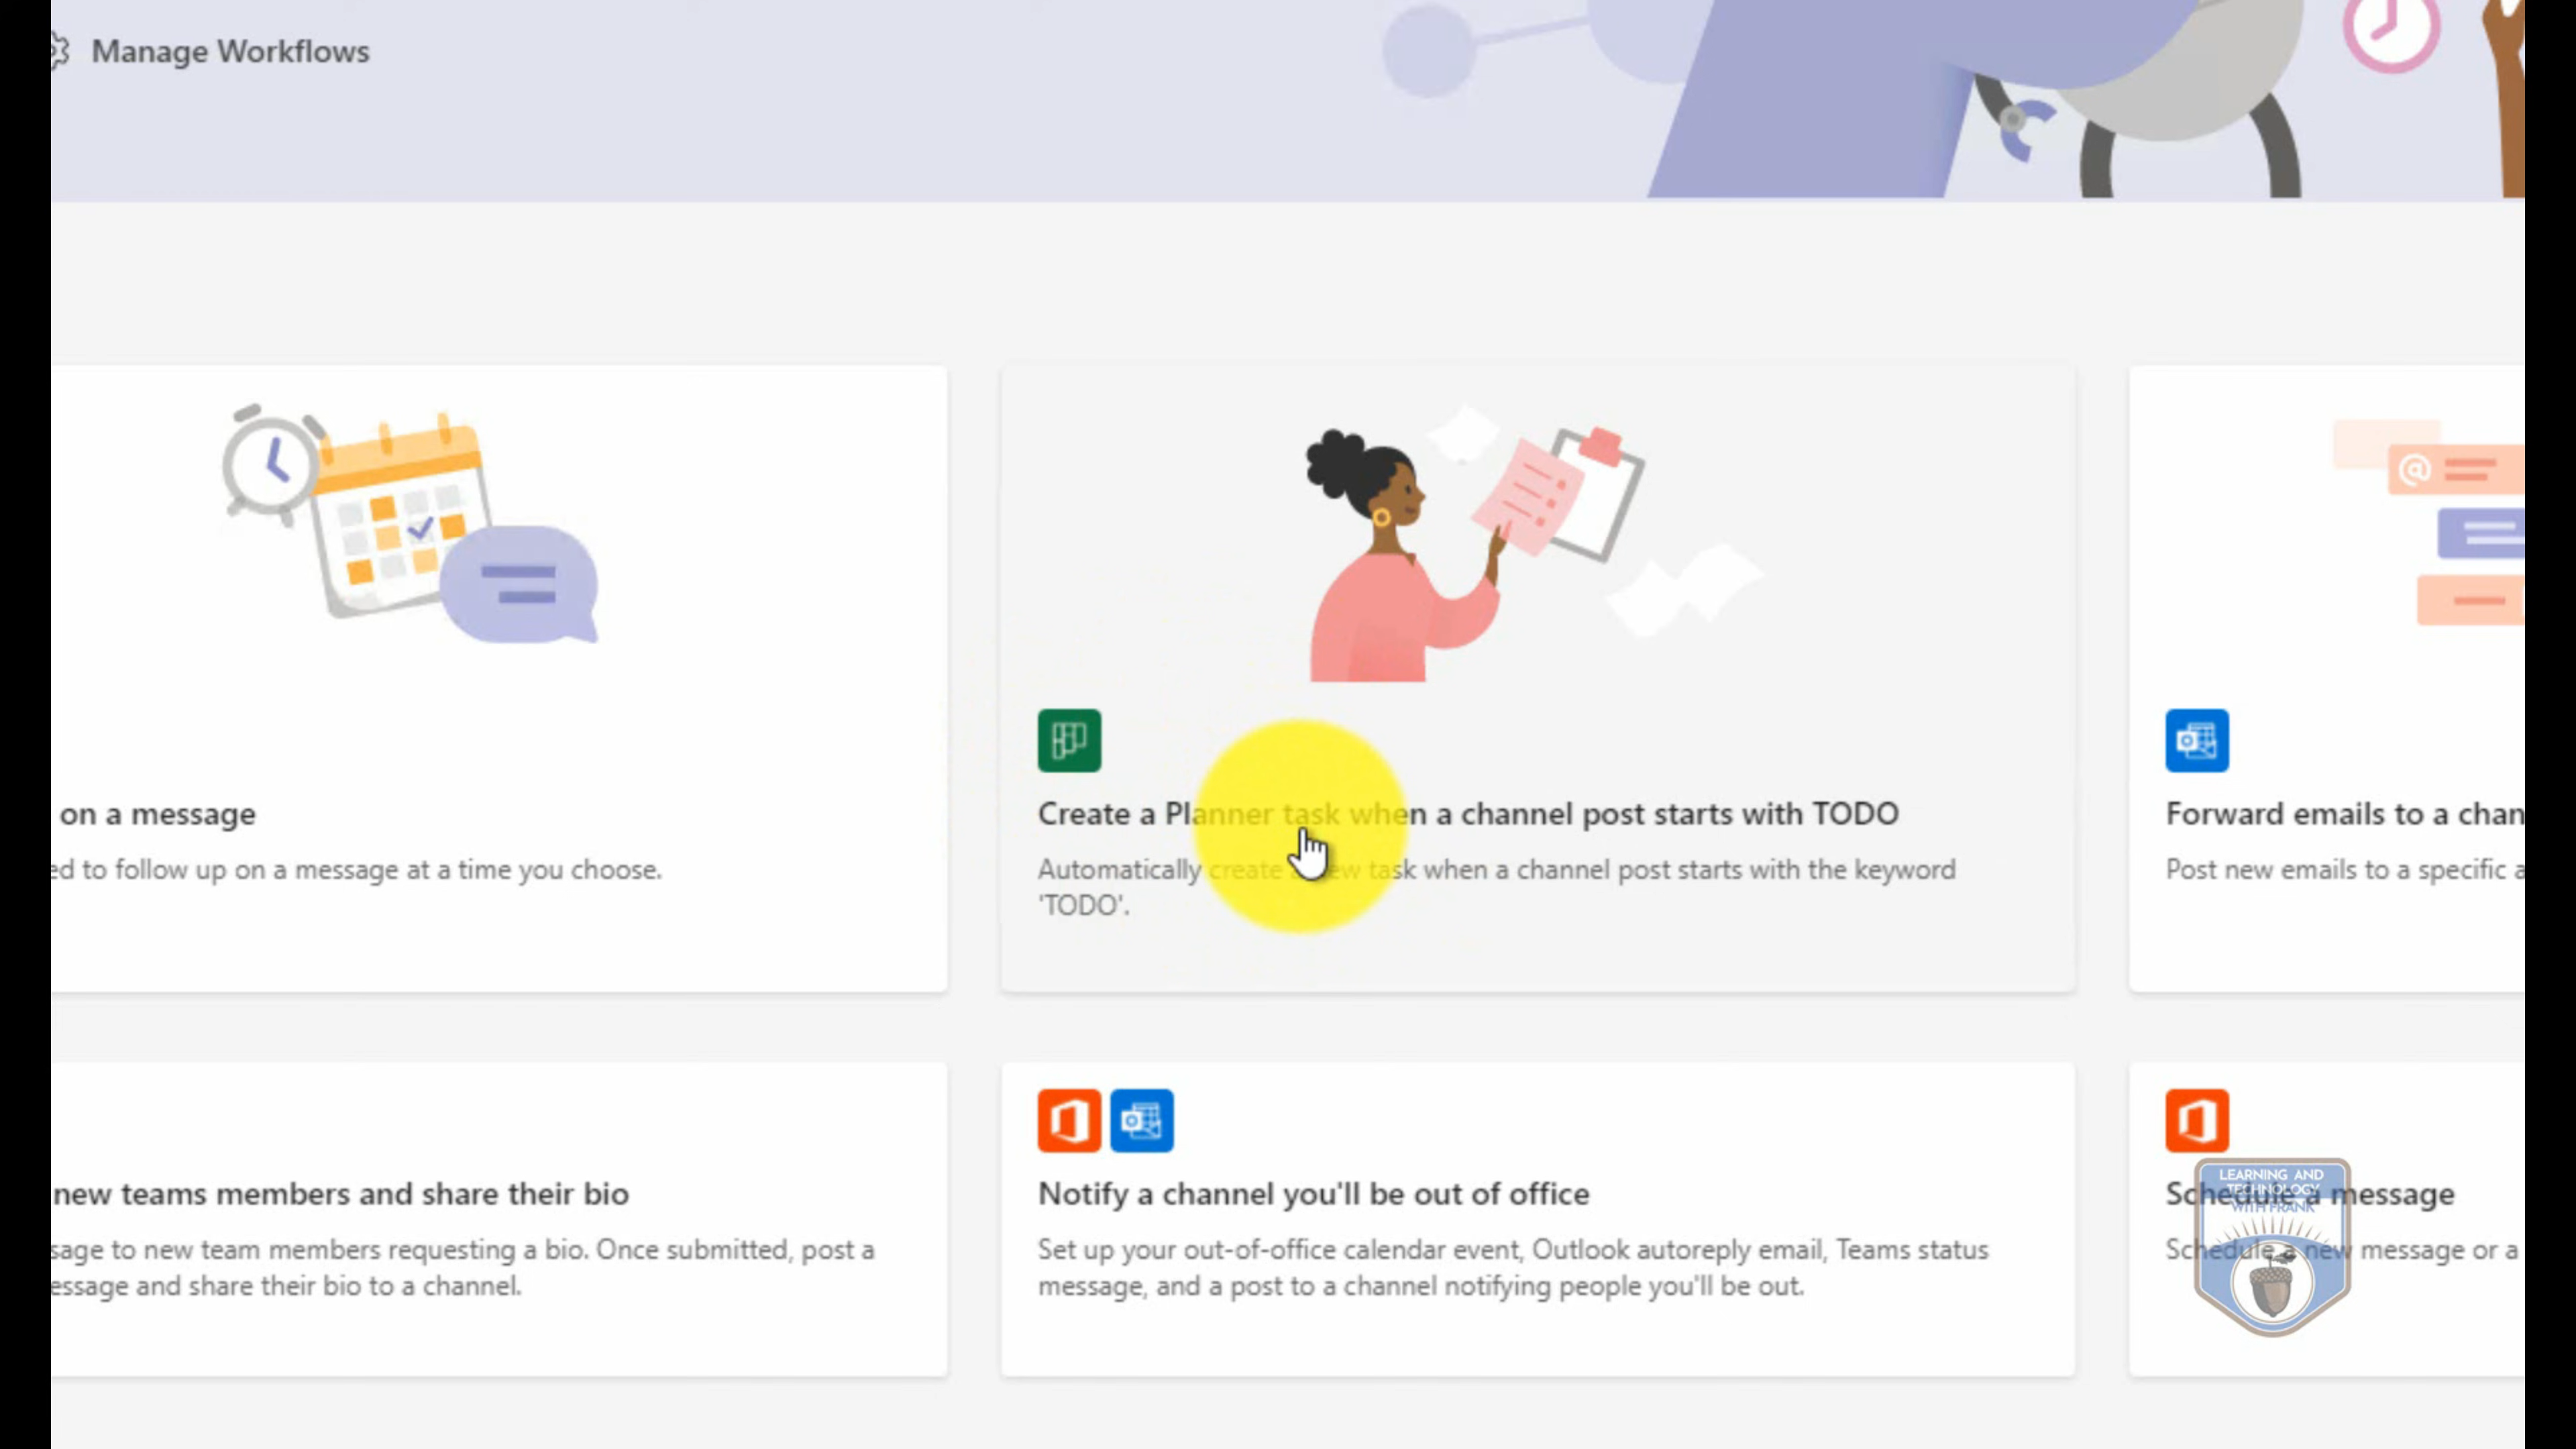 Manage Workflows
on a message
ed to follow up on a message at a time you choose.
Create a Planner task when a channel post starts with TODO
Automatically create a new task when a channel post starts with the keyword
'TODO'.
Forward emails to a chan
Post new emails to a specific a
new teams members and share their bio
sage to new team members requesting a bio. Once submitted, post a
essage and share their bio to a channel.
Notify a channel you'll be out of office
Set up your out-of-office calendar event, Outlook autoreply email, Teams status
message, and a post to a channel notifying people you'll be out.
Schedule a message
Schedule a new message or a
LEARNING AND
TECHNOLOGY
WITH FRANK